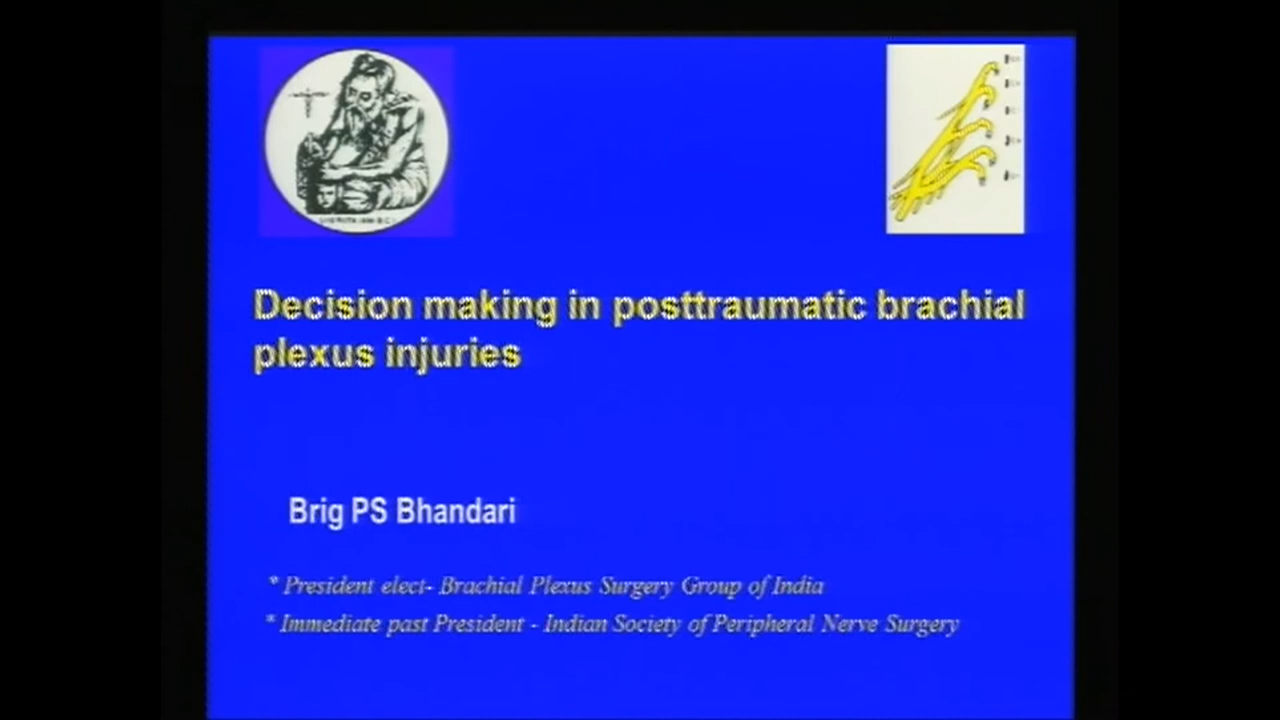 Decision making in posttraumatic brachial
plexus injuries
Brig PS Bhandari
* President elect- Brachial Plexus Surgery Group of India
* Immediate past President - Indian Society of Peripheral Nerve Surgery